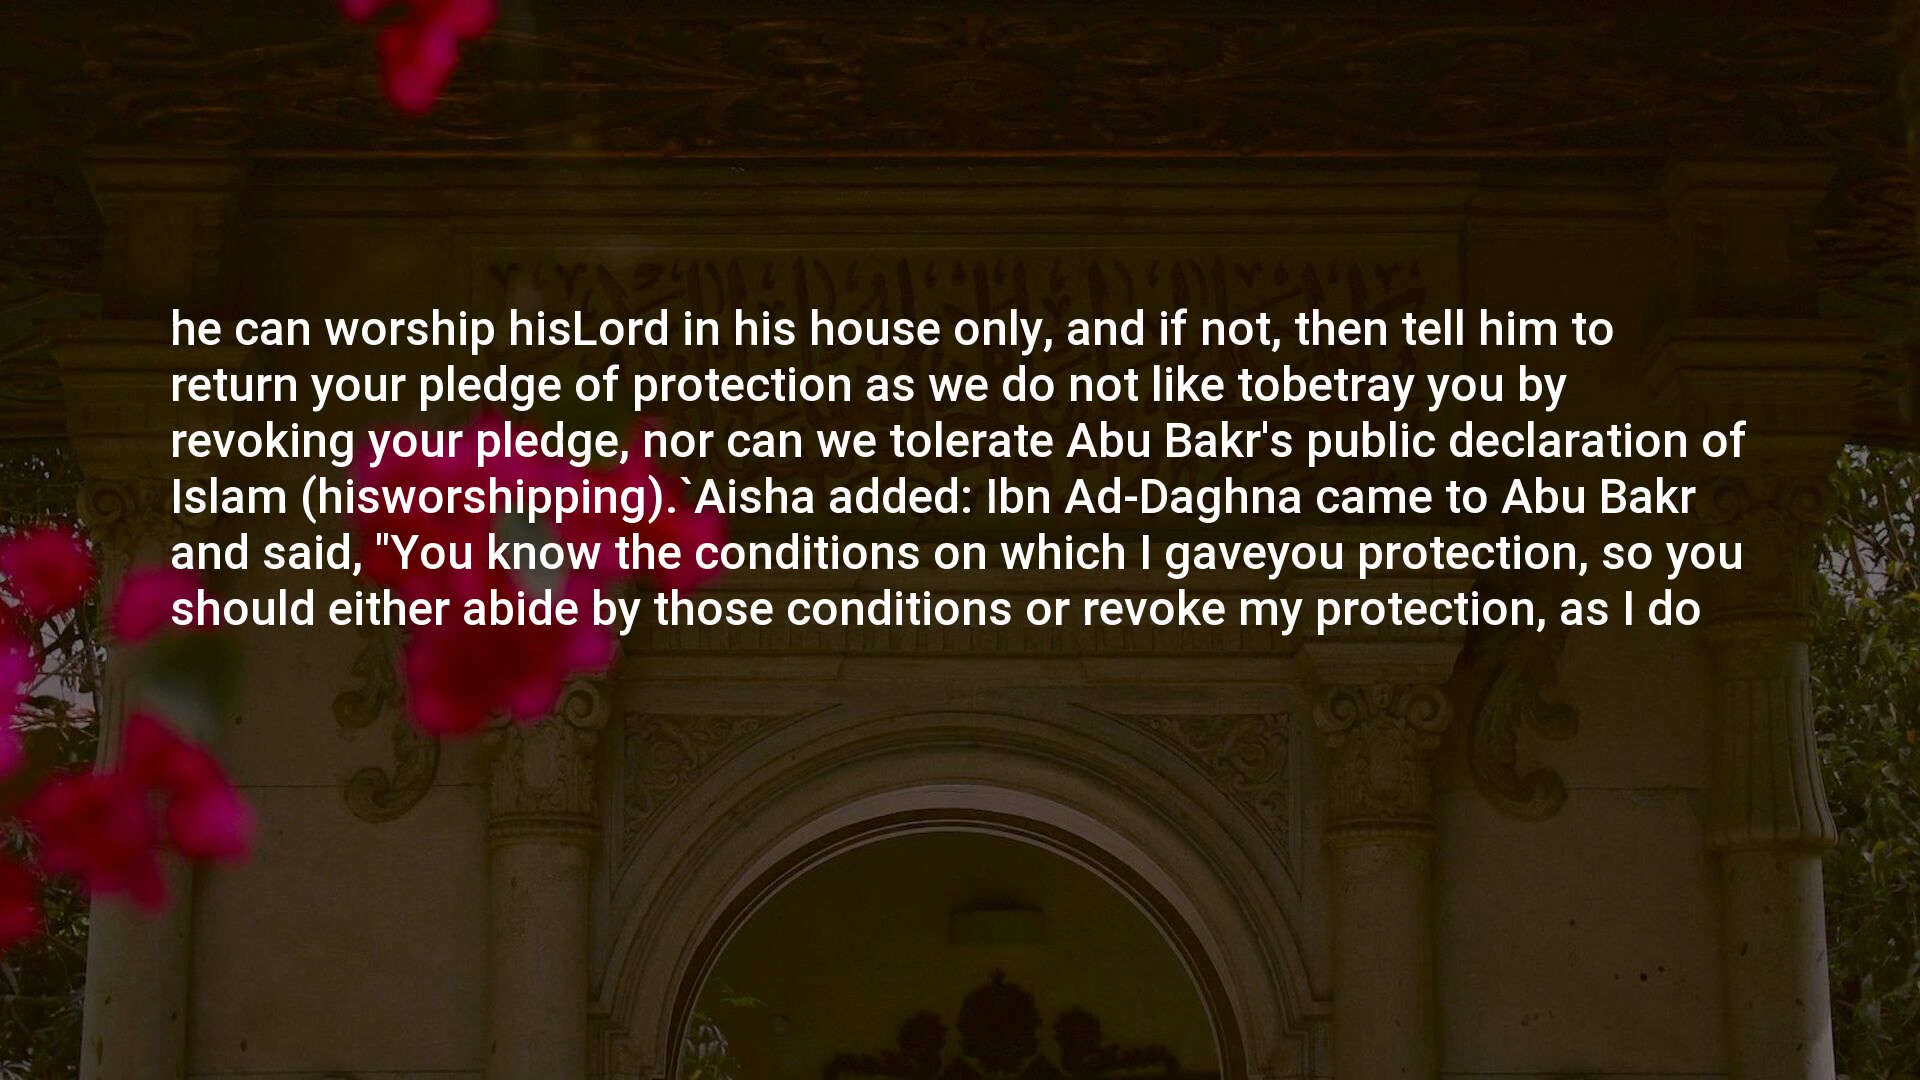 he can worship hisLord in his house only, and if not, then tell him to
return your pledge of protection as we do not like tobetray you by
revoking your pledge, nor can we tolerate Abu Bakr's public declaration of
Islam (hisworshipping).`Aisha added: Ibn Ad-Daghna came to Abu Bakr
and said, "You know the conditions on which I gaveyou protection, so you
should either abide by those conditions or revoke my protection, as I do